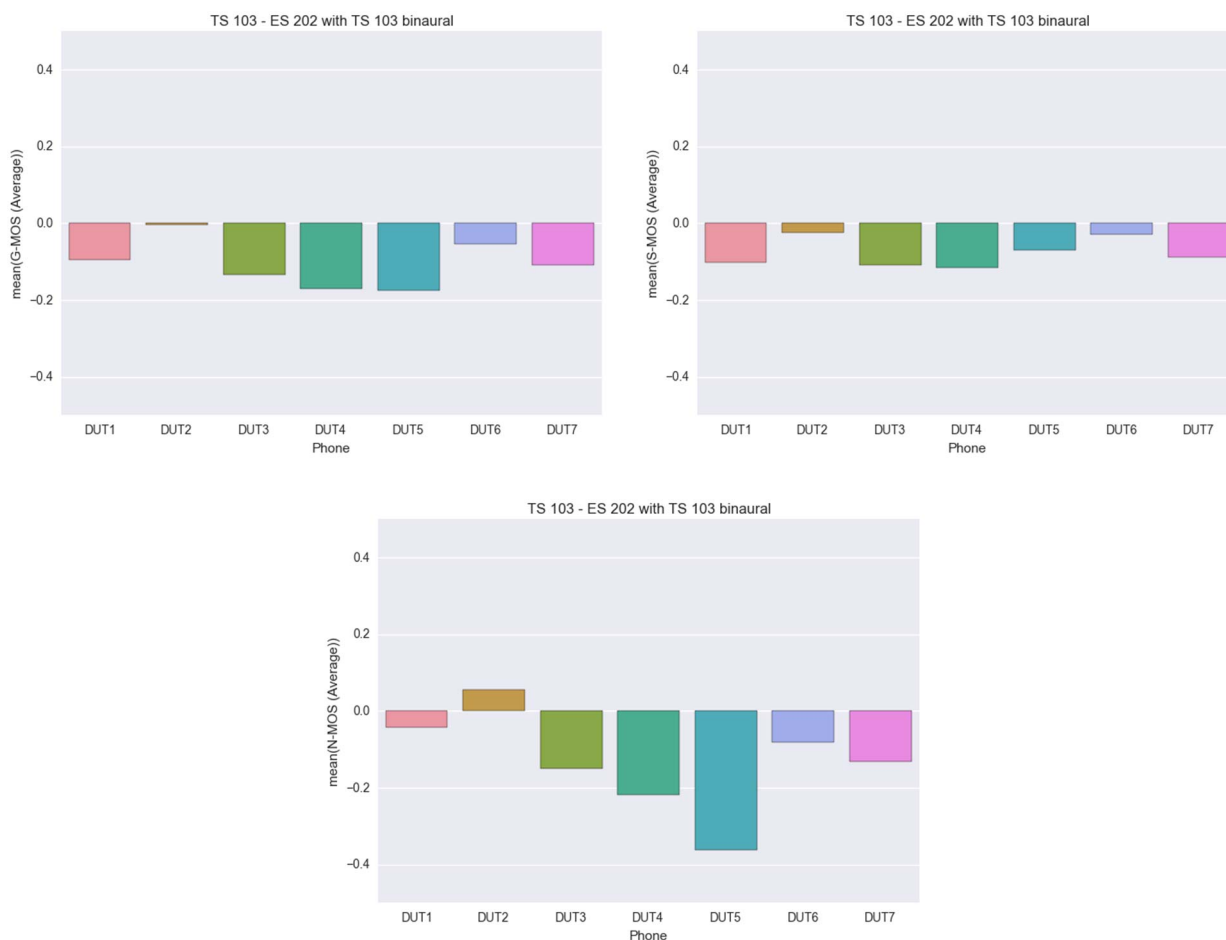 TS 103 - ES 202 with TS 103 binaural
mean(G-MOS (Average))
0.4
0.2
0.0
−0.2
−0.4
DUT1 DUT2 DUT3 DUT4 DUT5 DUT6 DUT7
Phone
TS 103 - ES 202 with TS 103 binaural
mean(S-MOS (Average))
0.4
0.2
0.0
−0.2
−0.4
DUT1 DUT2 DUT3 DUT4 DUT5 DUT6 DUT7
Phone
TS 103 - ES 202 with TS 103 binaural
mean(N-MOS (Average))
0.4
0.2
0.0
−0.2
−0.4
DUT1 DUT2 DUT3 DUT4 DUT5 DUT6 DUT7
Phone